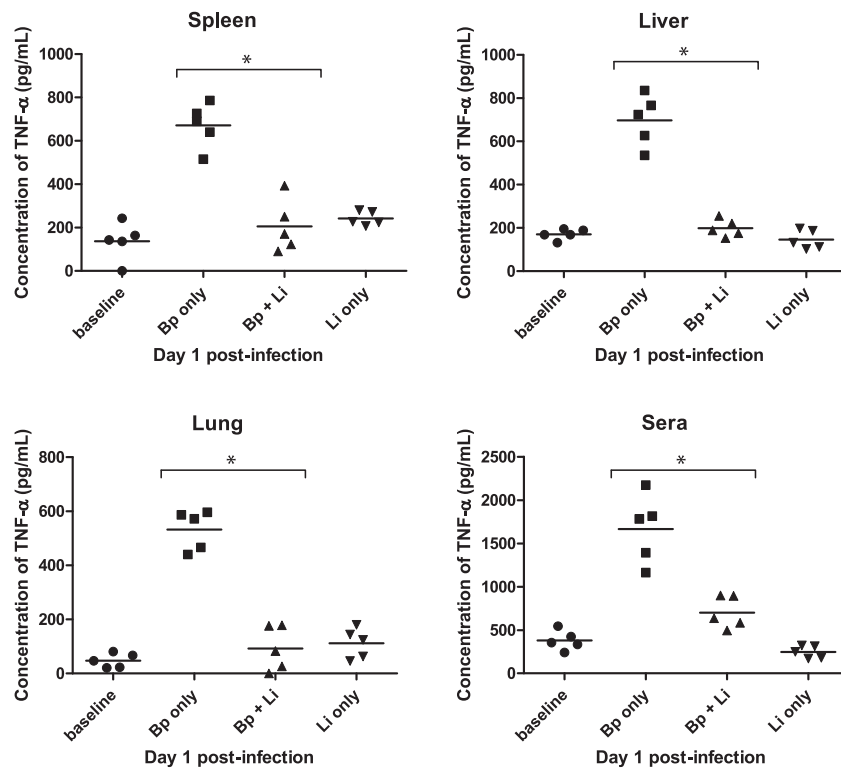 Spleen
Concentration of TNF-α (pg/mL)
1000
800
600
400
200
0
*
baseline
Bp only
Bp + Li
Li only
Day 1 post-infection
Liver
Concentration of TNF-α (pg/mL)
1000
800
600
400
200
0
*
baseline
Bp only
Bp + Li
Li only
Day 1 post-infection
Lung
Concentration of TNF-α (pg/mL)
800
600
400
200
0
*
baseline
Bp only
Bp + Li
Li only
Day 1 post-infection
Sera
Concentration of TNF-α (pg/mL)
2500
2000
1500
1000
500
0
*
baseline
Bp only
Bp + Li
Li only
Day 1 post-infection